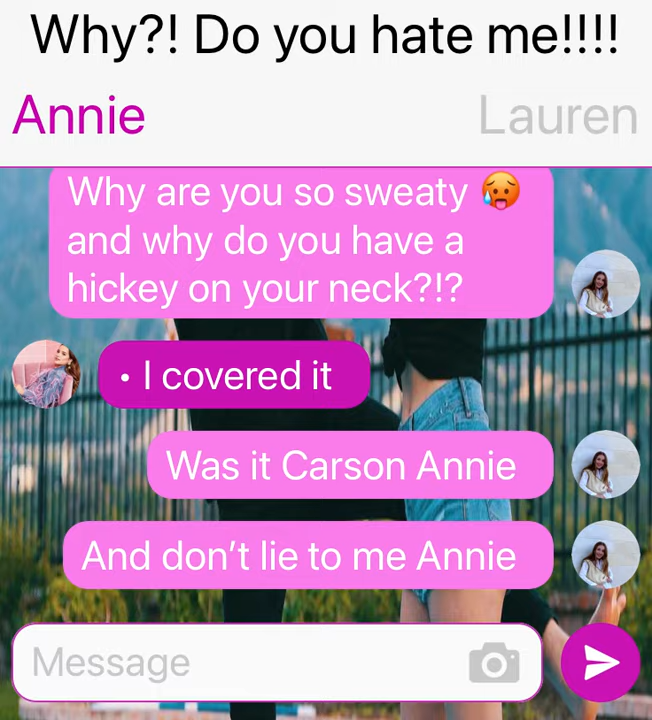 Why?! Do you hate me!!!!
Annie
Lauren
Why are you so sweaty 🥵
and why do you have a
hickey on your neck?!?
• I covered it
Was it Carson Annie
And don’t lie to me Annie
Message